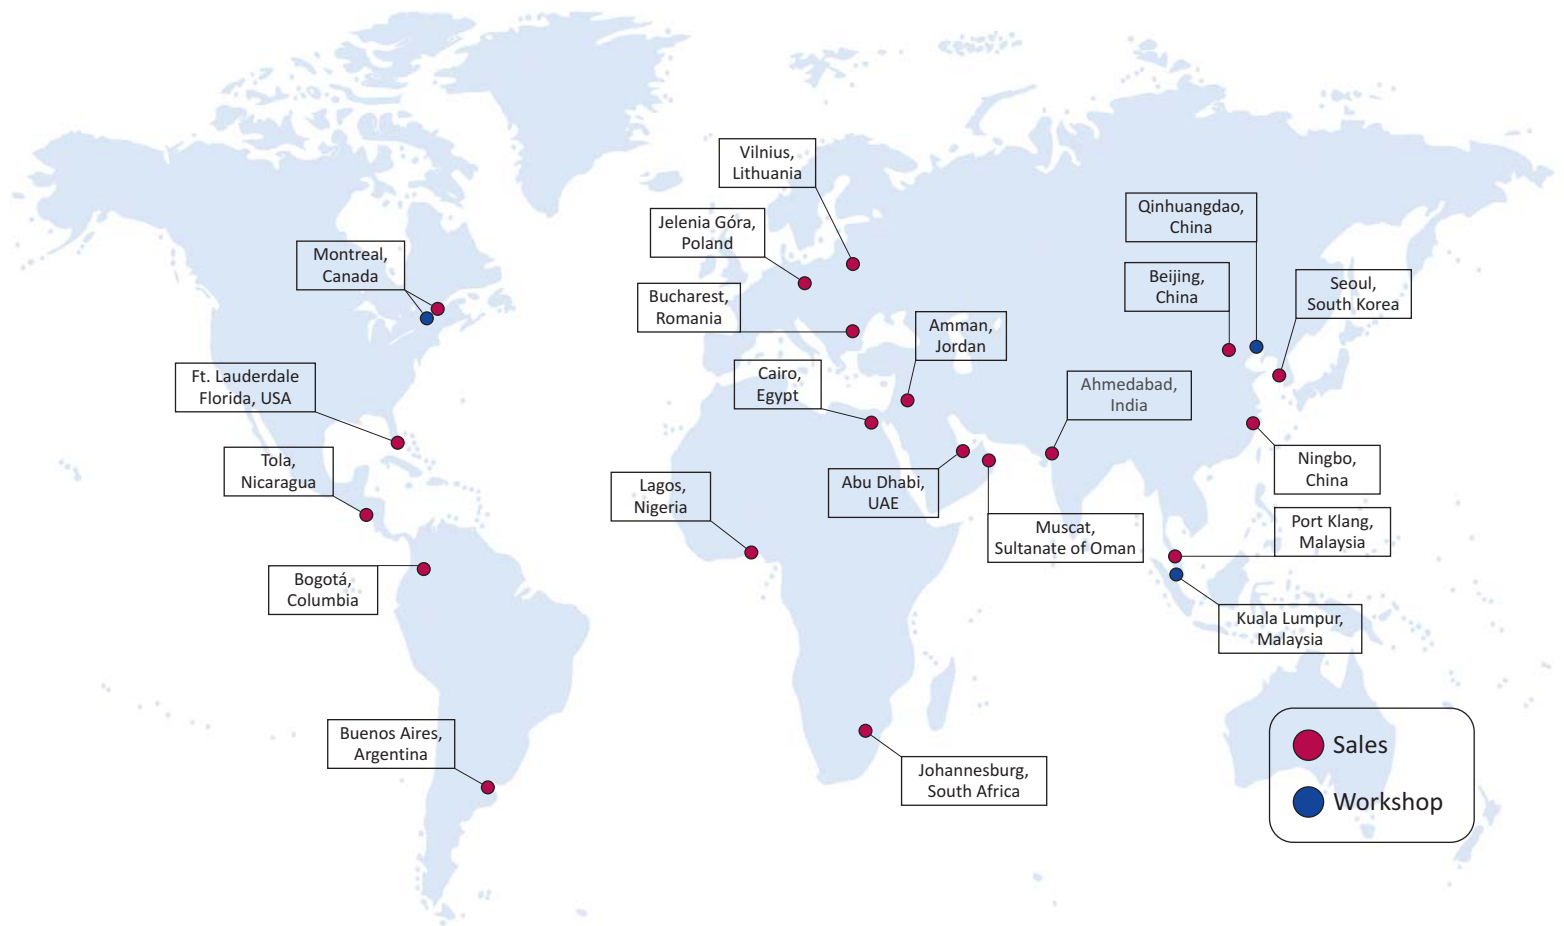 Vilnius,
Lithuania
Jelenia Góra,
Poland
Bucharest,
Romania
Montreal,
Canada
Ft. Lauderdale
Florida, USA
Tola,
Nicaragua
Bogotá,
Columbia
Buenos Aires,
Argentina
Cairo,
Egypt
Amman,
Jordan
Lagos,
Nigeria
Abu Dhabi,
UAE
Muscat,
Sultanate of Oman
Johannesburg,
South Africa
Ahmedabad,
India
Qinhuangdao,
China
Beijing,
China
Seoul,
South Korea
Ningbo,
China
Port Klang,
Malaysia
Kuala Lumpur,
Malaysia
Sales
Workshop